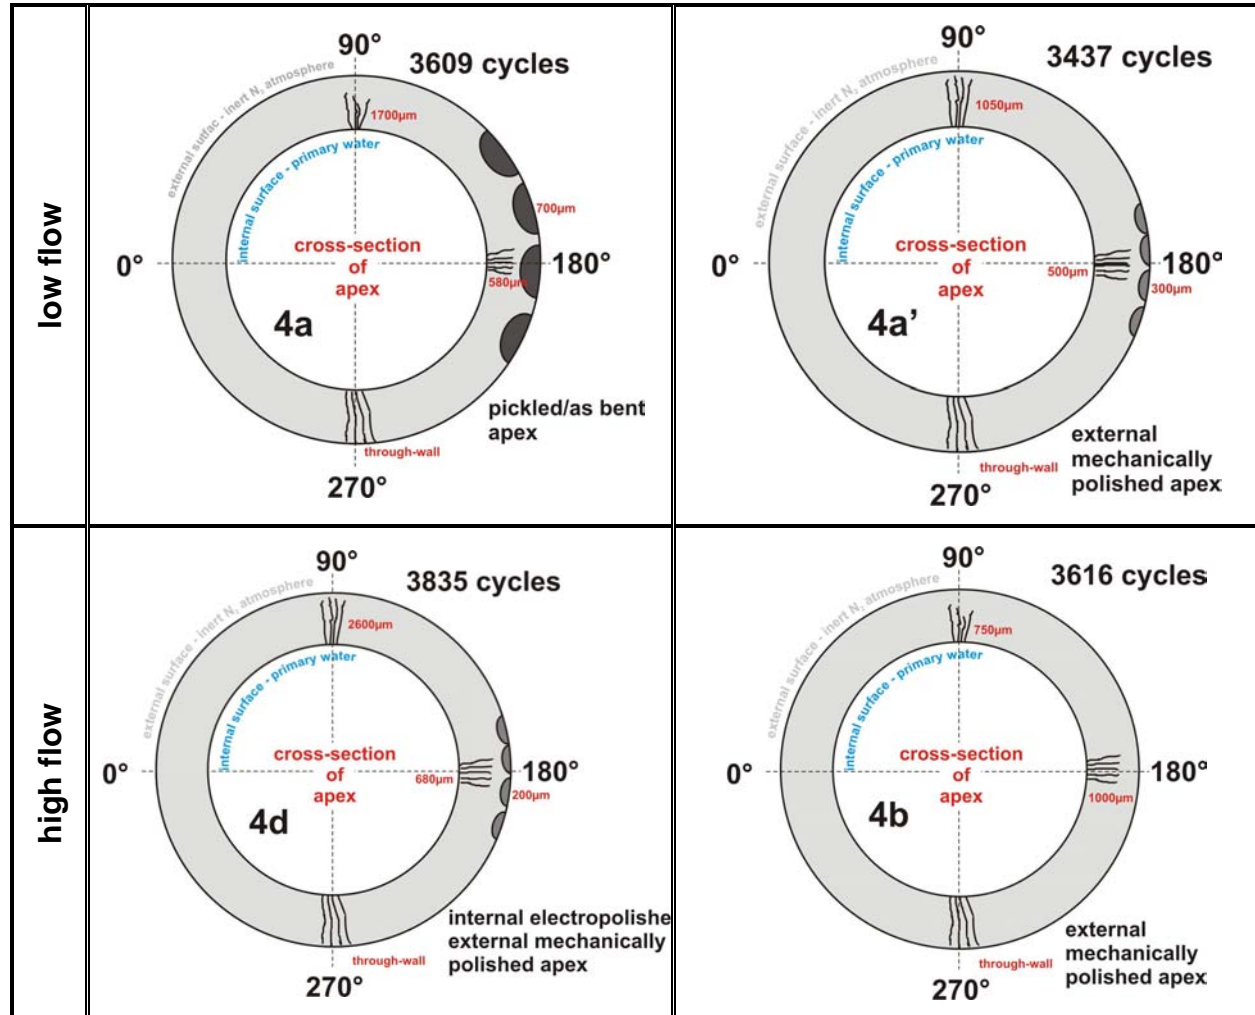 low flow
90°
3609 cycles
external sutfac - inert N₂ atmosphere
1700µm
internal surface - primary water
700µm
cross-section
of
apex
0°
180°
580µm
4a
pickled/as bent
apex
through-wall
270°
90°
3437 cycles
external surface - inert N₂ atmosphere
1050µm
internal surface - primary water
cross-section
of
apex
0°
500µm
180°
300µm
4a’
external
mechanically
polished apex
through-wall
270°
high flow
90°
3835 cycles
external surface - inert N₂ atmosphere
2600µm
internal surface - primary water
cross-section
of
apex
0°
680µm
180°
200µm
4d
internal electropolishe
external mechanically
polished apex
through-wall
270°
90°
3616 cycles
external surface - inert N₂ atmosphere
750µm
internal surface - primary water
cross-section
of
apex
0°
180°
1000µm
4b
external
mechanically
polished apex
through-wall
270°